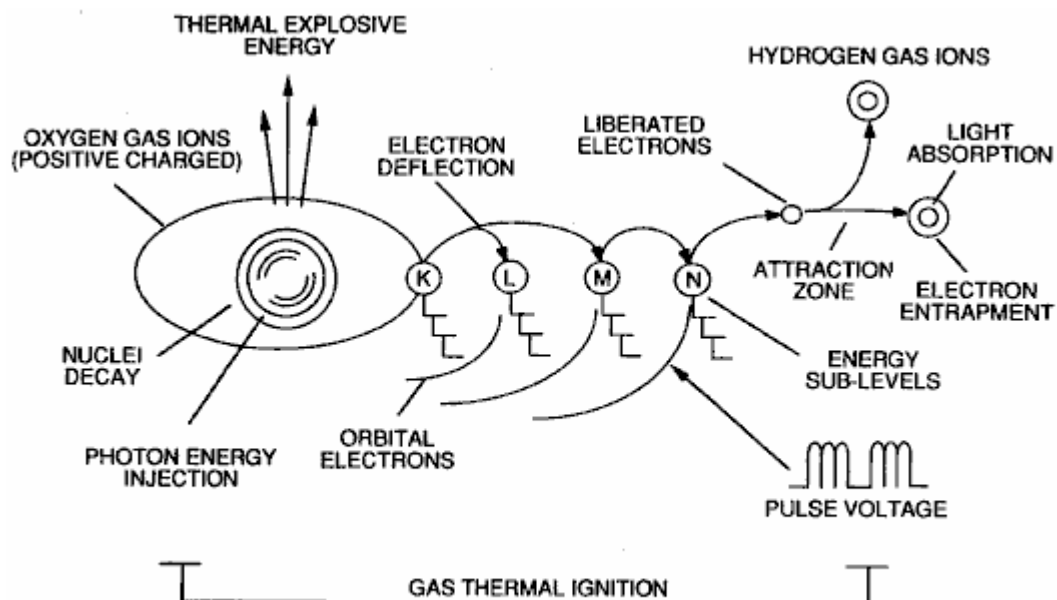 THERMAL EXPLOSIVE
ENERGY
HYDROGEN GAS IONS
OXYGEN GAS IONS
(POSITIVE CHARGED)
ELECTRON
DEFLECTION
LIBERATED
ELECTRONS
LIGHT
ABSORPTION
K
L
M
N
ATTRACTION
ZONE
ELECTRON
ENTRAPMENT
NUCLEI
DECAY
ENERGY
SUB-LEVELS
PHOTON ENERGY
INJECTION
ORBITAL
ELECTRONS
PULSE VOLTAGE
GAS THERMAL IGNITION